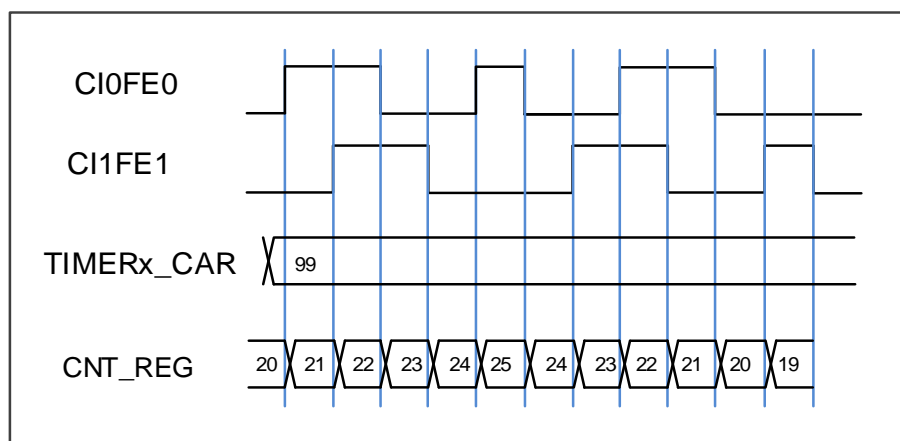 CI0FE0
CI1FE1
TIMERx_CAR 99
CNT_REG 20 21 22 23 24 25 24 23 22 21 20 19